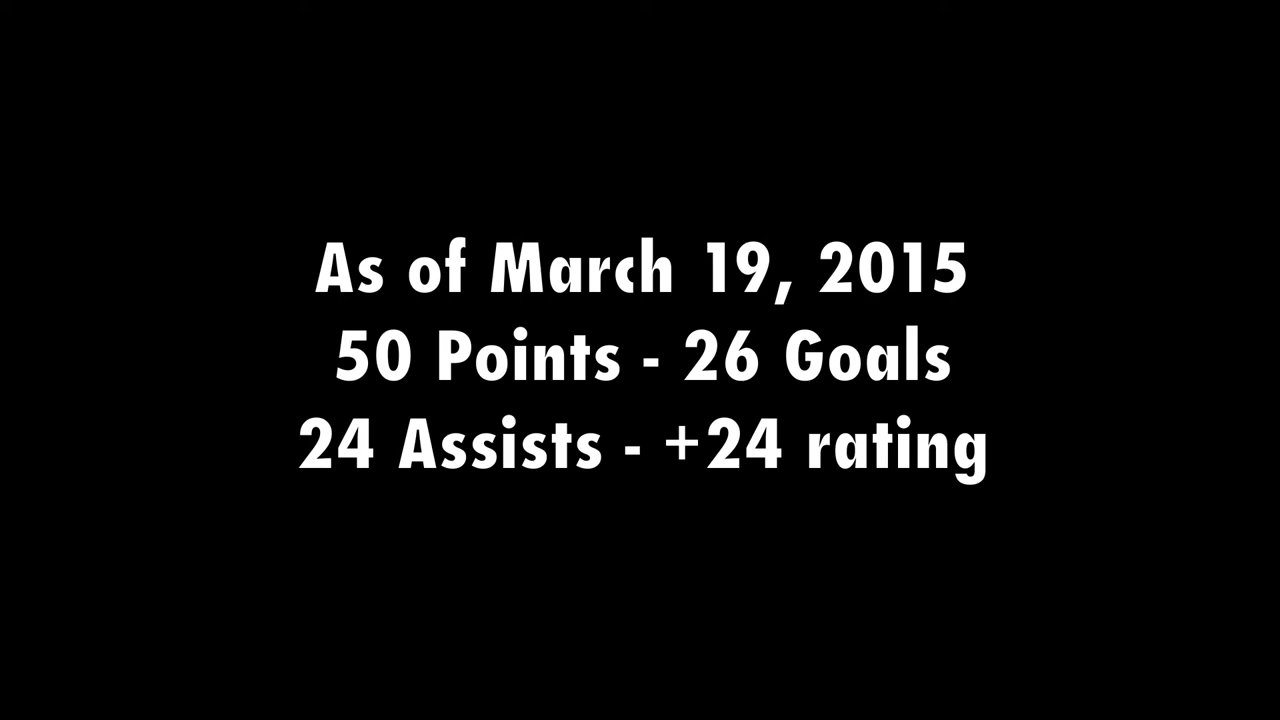 As of March 19, 2015
50 Points - 26 Goals
24 Assists - +24 rating